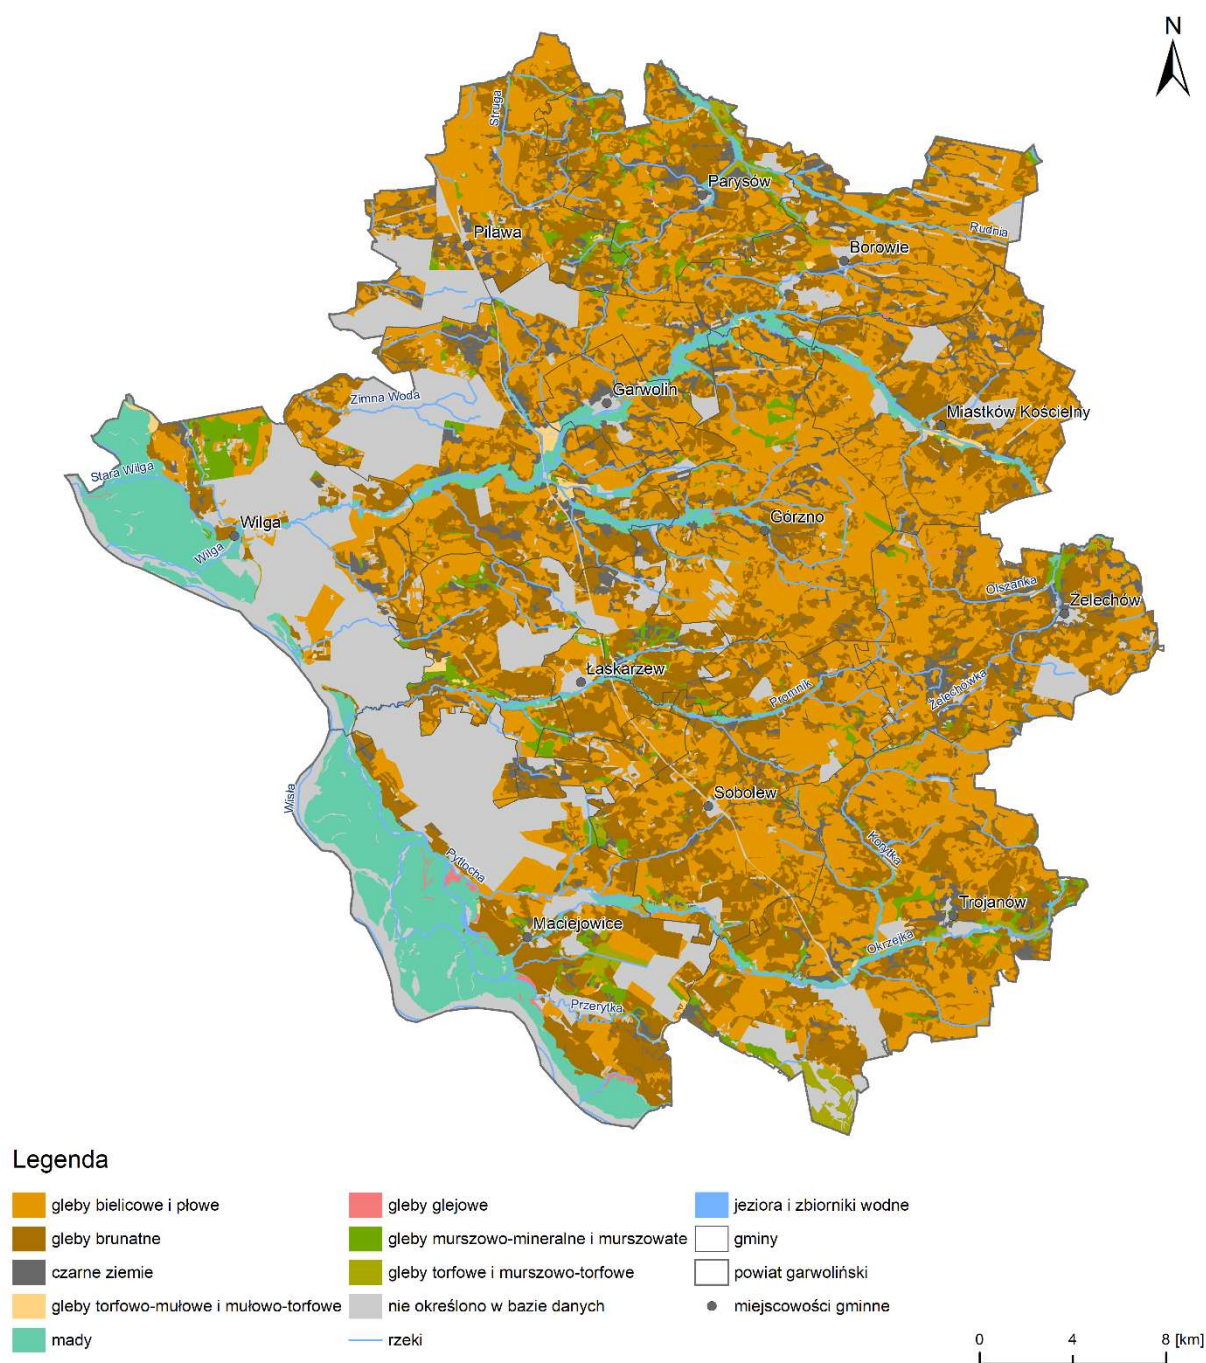 N
Struga
Parysów
Rudnia
Pilawa
Borowie
Zimna Woda
Garwolin
Miastków Kościelny
Stara Wilga
Wilga
Wilga
Górzno
Olszanka
Żelechów
Łaskarzew
Promnik
Żelechówka
Wisła
Sobolew
Korytka
Pytlocha
Maciejowice
Trojanów
Okrzejka
Przerytka
Legenda
gleby bielicowe i płowe
gleby brunatne
czarne ziemie
gleby torfowo-mułowe i mułowo-torfowe
mady
gleby glejowe
gleby murszowo-mineralne i murszowate
gleby torfowe i murszowo-torfowe
nie określono w bazie danych
rzeki
jeziora i zbiorniki wodne
gminy
powiat garwoliński
miejscowości gminne
0 4 8 [km]